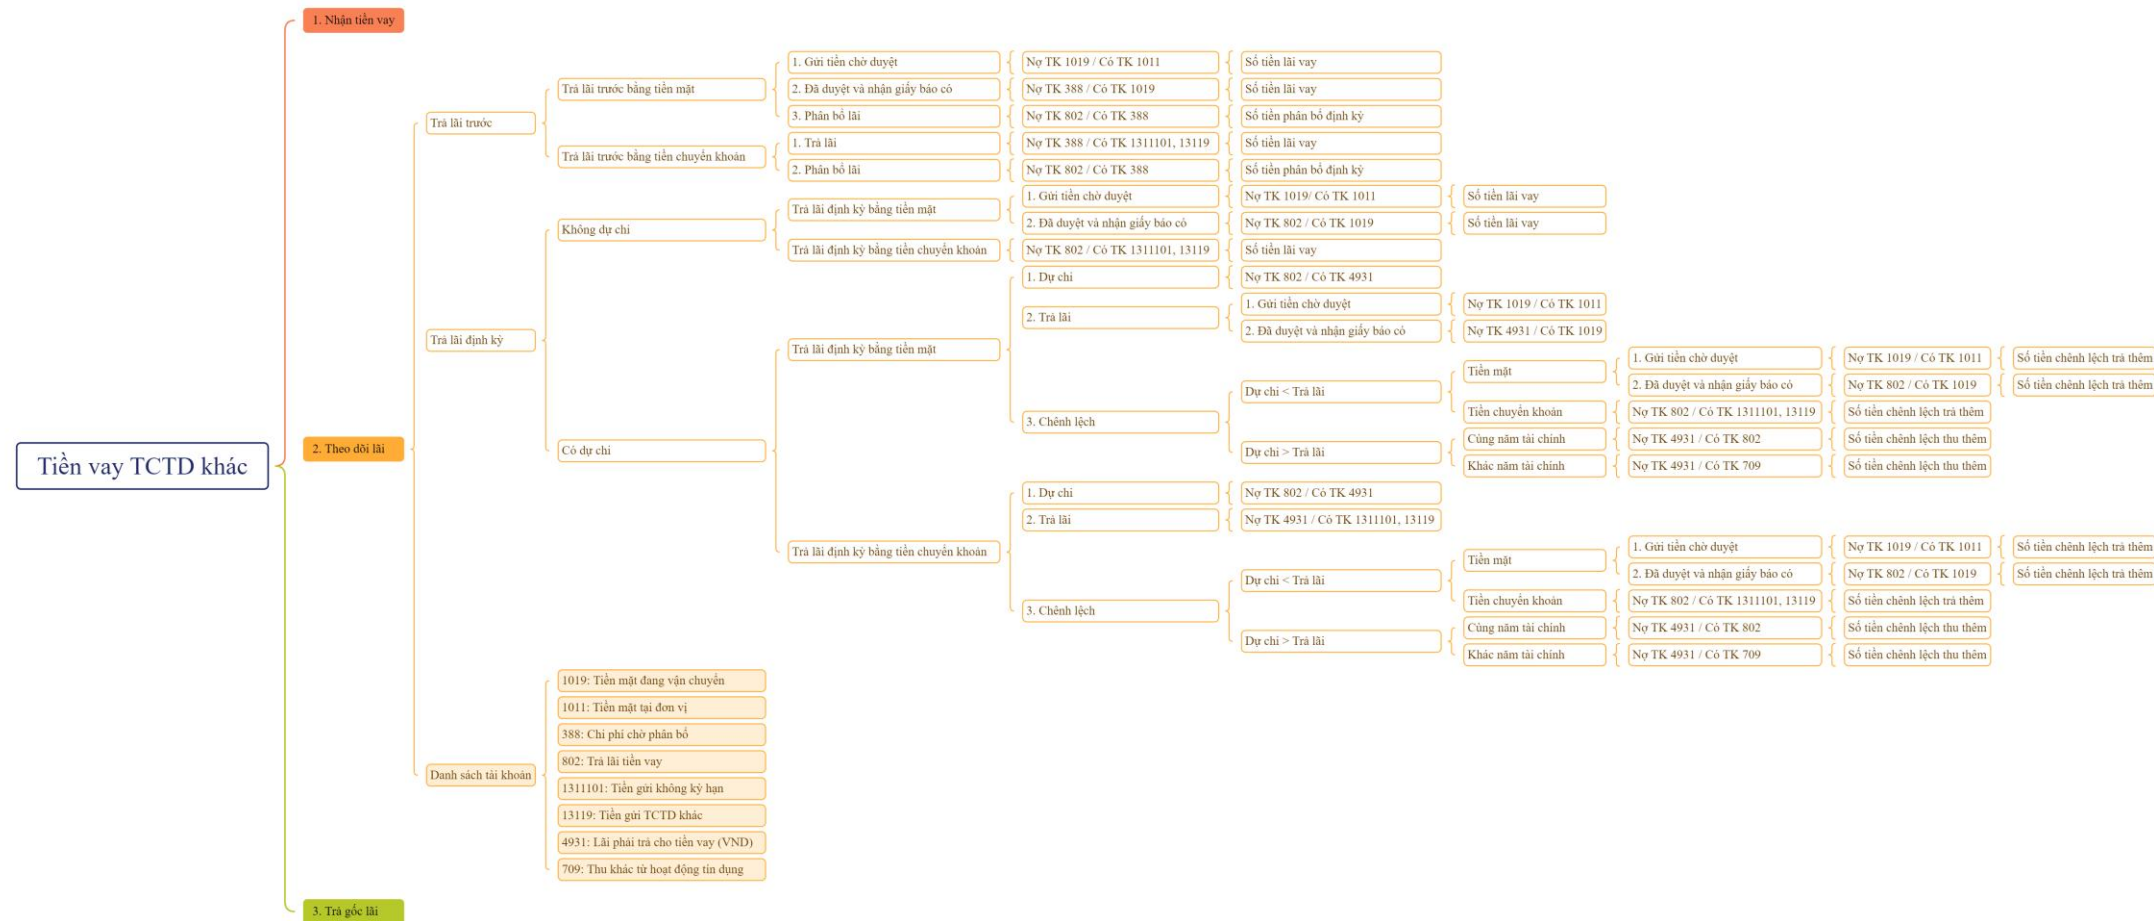 Tiền vay TCTD khác
1. Nhận tiền vay
2. Theo dõi lãi
Trả lãi trước
Trả lãi trước bằng tiền mặt
1. Gửi tiền chờ duyệt
Nợ TK 1019 / Có TK 1011
Số tiền lãi vay
2. Đã duyệt và nhận giấy báo có
Nợ TK 388 / Có TK 1019
Số tiền lãi vay
3. Phân bổ lãi
Nợ TK 802 / Có TK 388
Số tiền phân bổ định kỳ
Trả lãi trước bằng tiền chuyển khoản
1. Trả lãi
Nợ TK 388 / Có TK 1311101, 13119
Số tiền lãi vay
2. Phân bổ lãi
Nợ TK 802 / Có TK 388
Số tiền phân bổ định kỳ
Trả lãi định kỳ
Không dự chi
Trả lãi định kỳ bằng tiền mặt
1. Gửi tiền chờ duyệt
Nợ TK 1019/ Có TK 1011
Số tiền lãi vay
2. Đã duyệt và nhận giấy báo có
Nợ TK 802 / Có TK 1019
Số tiền lãi vay
Trả lãi định kỳ bằng tiền chuyển khoản
Nợ TK 802 / Có TK 1311101, 13119
Số tiền lãi vay
Có dự chi
Trả lãi định kỳ bằng tiền mặt
1. Dự chi
Nợ TK 802 / Có TK 4931
2. Trả lãi
1. Gửi tiền chờ duyệt
Nợ TK 1019 / Có TK 1011
2. Đã duyệt và nhận giấy báo có
Nợ TK 4931 / Có TK 1019
3. Chênh lệch
Dự chi < Trả lãi
Tiền mặt
1. Gửi tiền chờ duyệt
Nợ TK 1019 / Có TK 1011
Số tiền chênh lệch trả thêm
2. Đã duyệt và nhận giấy báo có
Nợ TK 802 / Có TK 1019
Số tiền chênh lệch trả thêm
Tiền chuyển khoản
Nợ TK 802 / Có TK 1311101, 13119
Số tiền chênh lệch trả thêm
Dự chi > Trả lãi
Cùng năm tài chính
Nợ TK 4931 / Có TK 802
Số tiền chênh lệch thu thêm
Khác năm tài chính
Nợ TK 4931 / Có TK 709
Số tiền chênh lệch thu thêm
Trả lãi định kỳ bằng tiền chuyển khoản
1. Dự chi
Nợ TK 802 / Có TK 4931
2. Trả lãi
Nợ TK 4931 / Có TK 1311101, 13119
3. Chênh lệch
Dự chi < Trả lãi
Tiền mặt
1. Gửi tiền chờ duyệt
Nợ TK 1019 / Có TK 1011
Số tiền chênh lệch trả thêm
2. Đã duyệt và nhận giấy báo có
Nợ TK 802 / Có TK 1019
Số tiền chênh lệch trả thêm
Tiền chuyển khoản
Nợ TK 802 / Có TK 1311101, 13119
Số tiền chênh lệch trả thêm
Dự chi > Trả lãi
Cùng năm tài chính
Nợ TK 4931 / Có TK 802
Số tiền chênh lệch thu thêm
Khác năm tài chính
Nợ TK 4931 / Có TK 709
Số tiền chênh lệch thu thêm
Danh sách tài khoản
1019: Tiền mặt đang vận chuyển
1011: Tiền mặt tại đơn vị
388: Chi phí chờ phân bổ
802: Trả lãi tiền vay
1311101: Tiền gửi không kỳ hạn
13119: Tiền gửi TCTD khác
4931: Lãi phải trả cho tiền vay (VND)
709: Thu khác từ hoạt động tín dụng
3. Trả gốc lãi